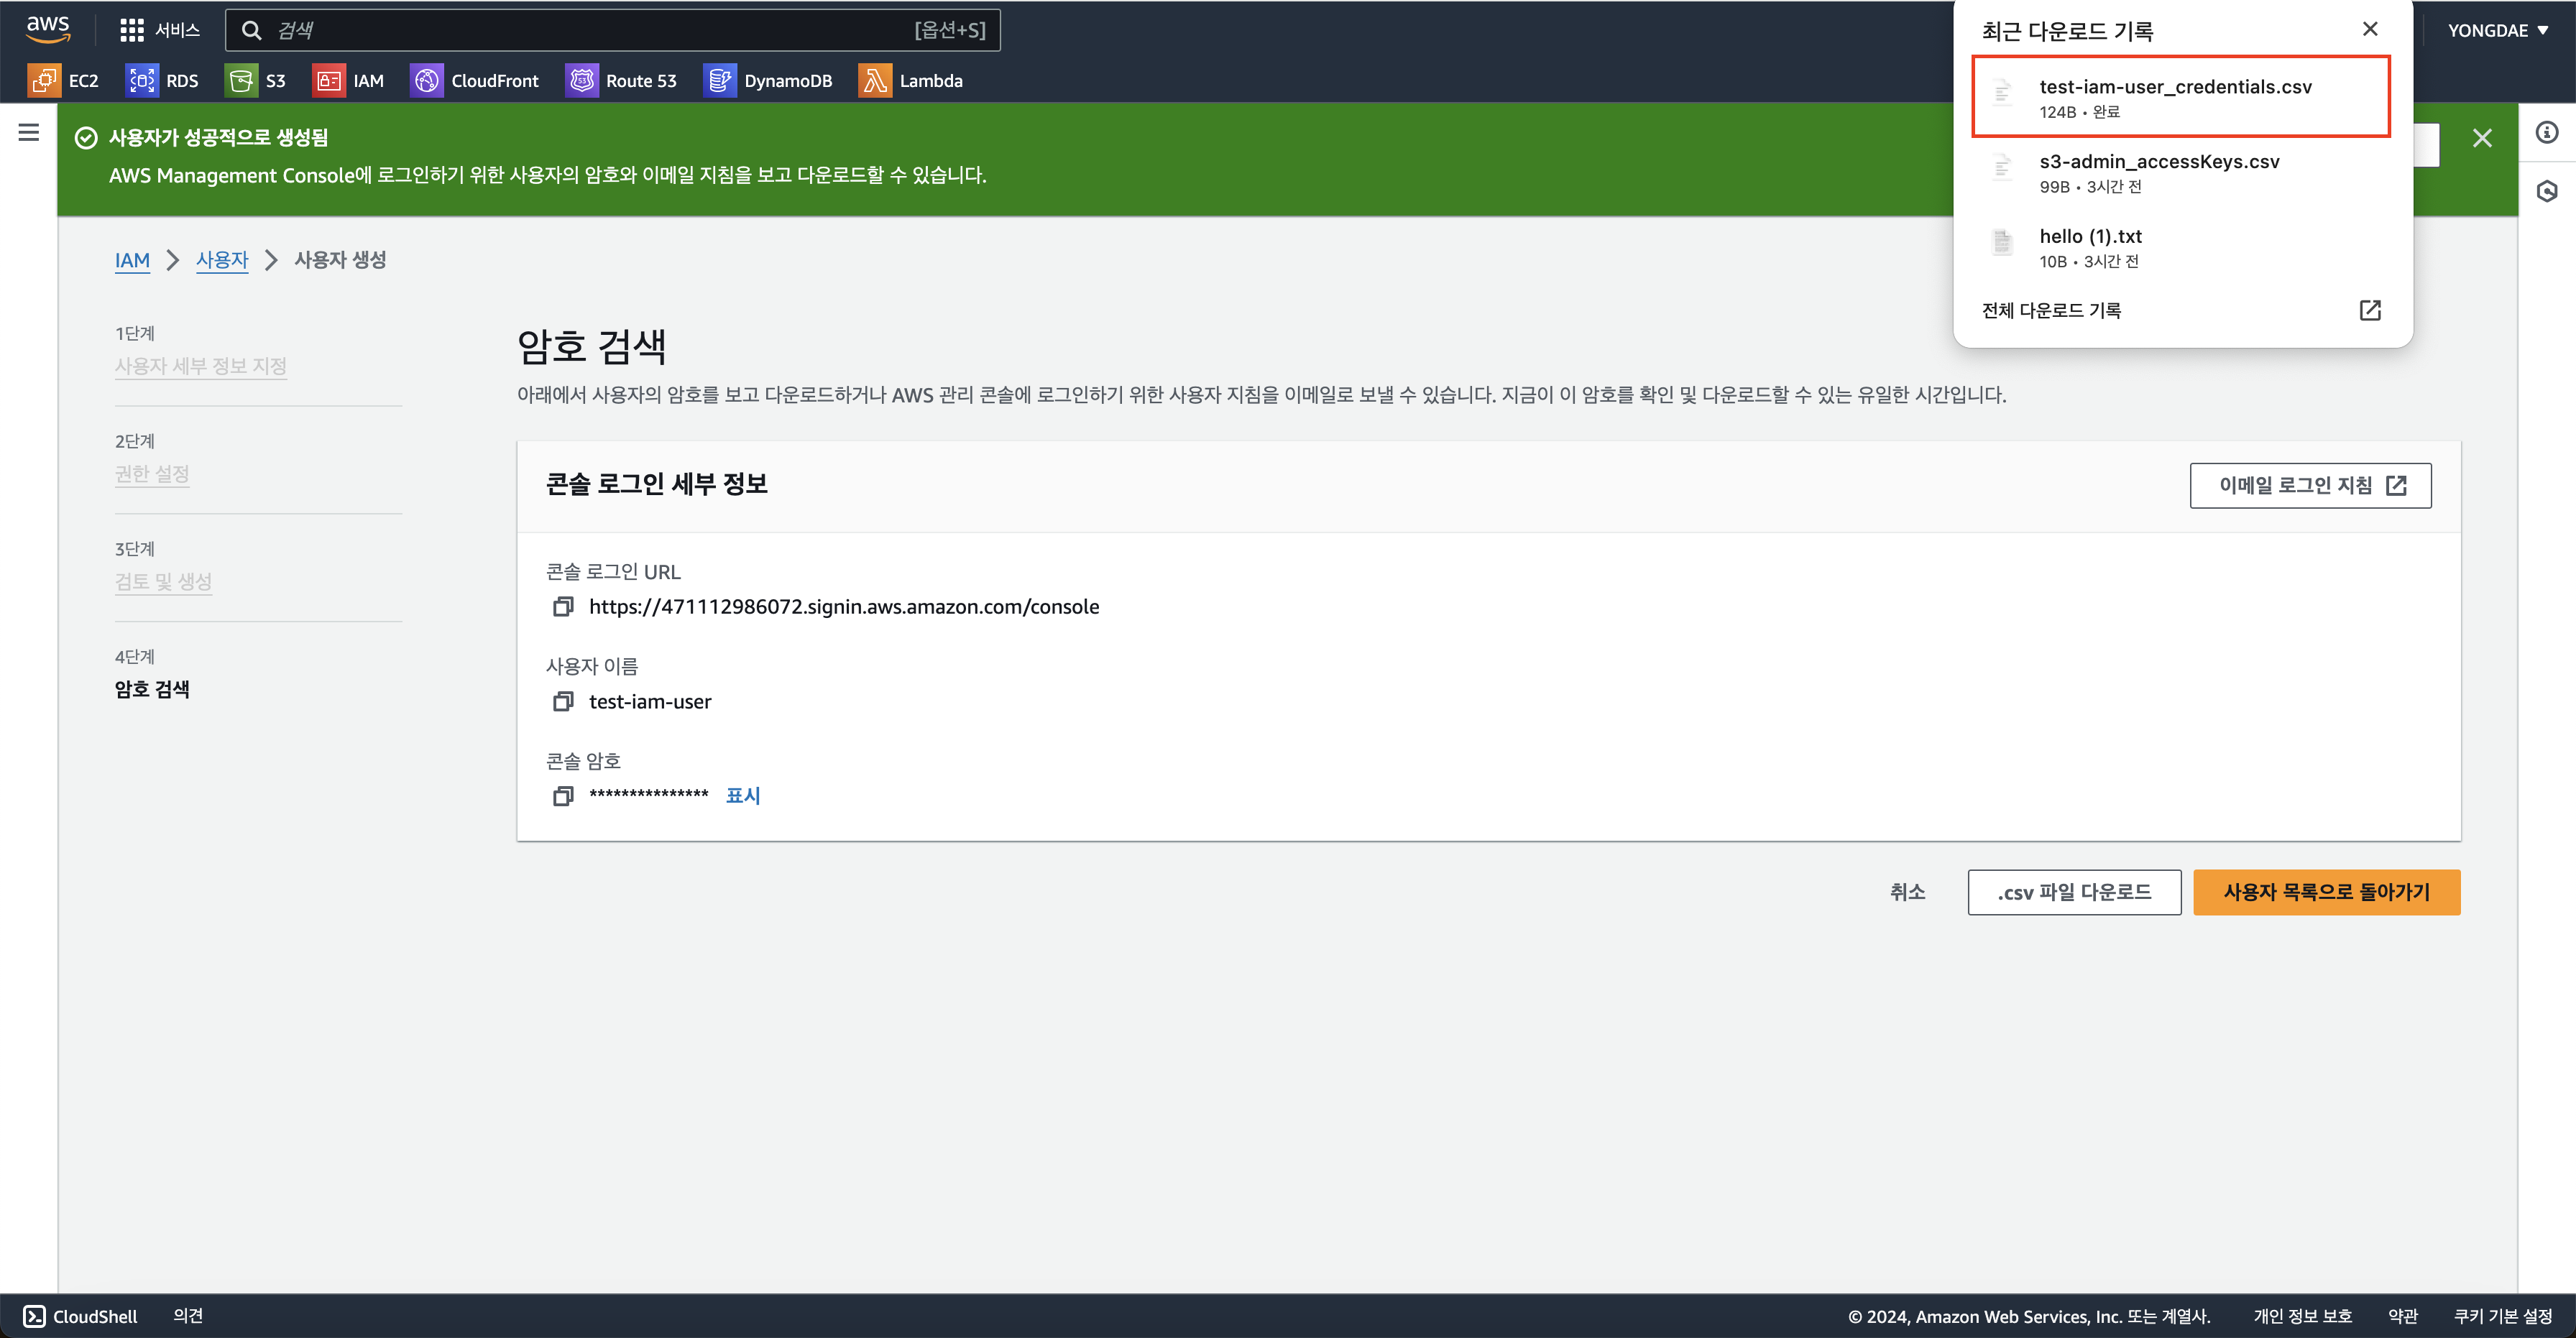 aws
서비스
검색
[옵션+S]
YONGDAE
EC2
RDS
S3
IAM
CloudFront
Route 53
DynamoDB
Lambda
최근 다운로드 기록
test-iam-user_credentials.csv
124B • 완료
s3-admin_accessKeys.csv
99B • 3시간 전
hello (1).txt
10B • 3시간 전
전체 다운로드 기록
사용자가 성공적으로 생성됨
AWS Management Console에 로그인하기 위한 사용자의 암호와 이메일 지침을 보고 다운로드할 수 있습니다.
IAM
사용자
사용자 생성
1단계
사용자 세부 정보 지정
2단계
권한 설정
3단계
검토 및 생성
4단계
암호 검색
암호 검색
아래에서 사용자의 암호를 보고 다운로드하거나 AWS 관리 콘솔에 로그인하기 위한 사용자 지침을 이메일로 보낼 수 있습니다. 지금이 이 암호를 확인 및 다운로드할 수 있는 유일한 시간입니다.
콘솔 로그인 세부 정보
이메일 로그인 지침
콘솔 로그인 URL
https://471112986072.signin.aws.amazon.com/console
사용자 이름
test-iam-user
콘솔 암호
*************** 표시
취소
.csv 파일 다운로드
사용자 목록으로 돌아가기
CloudShell
의견
© 2024, Amazon Web Services, Inc. 또는 계열사.
개인 정보 보호
약관
쿠키 기본 설정